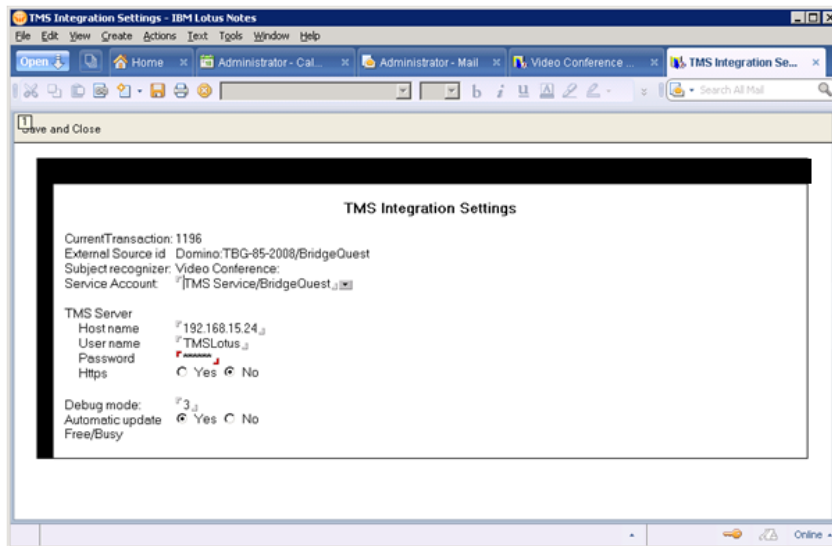 TMS Integration Settings - IBM Lotus Notes
File Edit View Create Actions Text Tools Window Help
Open Home Administrator - Cal... Administrator - Mail Video Conference ... TMS Integration Se...
b i u A Search All Mail
1 ave and Close
TMS Integration Settings
CurrentTransaction: 1196
External Source id Domino:TBG-85-2008/BridgeQuest
Subject recognizer: Video Conference:
Service Account: TMS Service/BridgeQuest
TMS Server
Host name 192.168.15.24
User name TMSLotus
Password ******
Https Yes No
Debug mode: 3
Automatic update Yes No
Free/Busy
Online